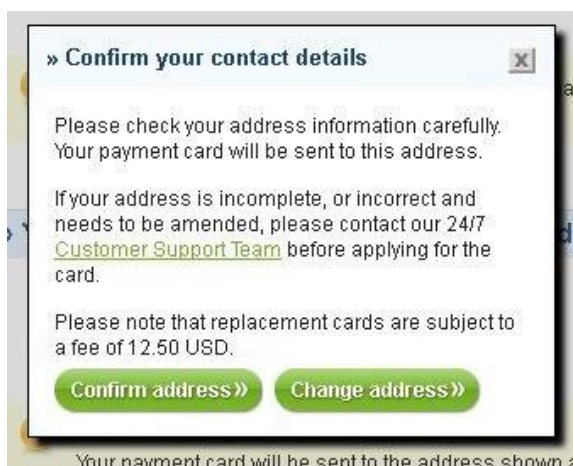 » Confirm your contact details
x
Please check your address information carefully.
Your payment card will be sent to this address.
If your address is incomplete, or incorrect and
needs to be amended, please contact our 24/7
Customer Support Team before applying for the
card.
Please note that replacement cards are subject to
a fee of 12.50 USD.
Confirm address» Change address»
Your payment card will be sent to the address shown